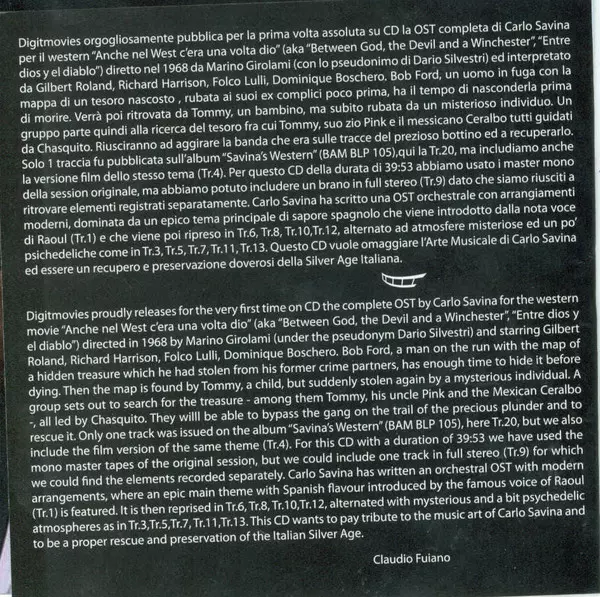 Digitmovies orgogliosamente pubblica per la prima volta assoluta su CD la OST completa di Carlo Savina
per il western “Anche nel West c’era una volta dio” (aka “Between God, the Devil and a Winchester”, “Entre
dios y el diablo”) diretto nel 1968 da Marino Girolami (con lo pseudonimo di Dario Silvestri) ed interpretato
da Gilbert Roland, Richard Harrison, Folco Lulli, Dominique Boschero. Bob Ford, un uomo in fuga con la
mappa di un tesoro nascosto , rubata ai suoi ex complici poco prima, ha il tempo di nasconderla prima
di morire. Verrà poi ritrovata da Tommy, un bambino, ma subito rubata da un misterioso individuo. Un
gruppo parte quindi alla ricerca del tesoro fra cui Tommy, suo zio Pink e il messicano Ceralbo tutti guidati
da Chasquito. Riusciranno ad aggirare la banda che era sulle tracce del prezioso bottino ed a recuperarlo.
Solo 1 traccia fu pubblicata sull’album “Savina’s Western” (BAM BLP 105),qui la Tr.20, ma includiamo anche
la versione film dello stesso tema (Tr.4). Per questo CD della durata di 39:53 abbiamo usato i master mono
della session originale, ma abbiamo potuto includere un brano in full stereo (Tr.9) dato che siamo riusciti a
ritrovare elementi registrati separatamente. Carlo Savina ha scritto una OST orchestrale con arrangiamenti
moderni, dominata da un epico tema principale di sapore spagnolo che viene introdotto dalla nota voce
di Raoul (Tr.1) e che viene poi ripreso in Tr.6, Tr.8, Tr.10,Tr.12, alternato ad atmosfere misteriose ed un po’
psichedeliche come in Tr.3, Tr.5, Tr.7, Tr.11, Tr.13. Questo CD vuole omaggiare l’Arte Musicale di Carlo Savina
ed essere un recupero e preservazione doverosi della Silver Age Italiana.
Digitmovies proudly releases for the very first time on CD the complete OST by Carlo Savina for the western
movie “Anche nel West c’era una volta dio” (aka “Between God, the Devil and a Winchester”, “Entre dios y
el diablo”) directed in 1968 by Marino Girolami (under the pseudonym Dario Silvestri) and starring Gilbert
Roland, Richard Harrison, Folco Lulli, Dominique Boschero. Bob Ford, a man on the run with the map of
a hidden treasure which he had stolen from his former crime partners, has enough time to hide it before
dying. Then the map is found by Tommy, a child, but suddenly stolen again by a mysterious individual. A
group sets out to search for the treasure - among them Tommy, his uncle Pink and the Mexican Ceralbo
-, all led by Chasquito. They willl be able to bypass the gang on the trail of the precious plunder and to
rescue it. Only one track was issued on the album “Savina’s Western” (BAM BLP 105), here Tr.20, but we also
include the film version of the same theme (Tr.4). For this CD with a duration of 39:53 we have used the
mono master tapes of the original session, but we could include one track in full stereo (Tr.9) for which
we could find the elements recorded separately. Carlo Savina has written an orchestral OST with modern
arrangements, where an epic main theme with Spanish flavour introduced by the famous voice of Raoul
(Tr.1) is featured. It is then reprised in Tr.6, Tr.8, Tr.10,Tr.12, alternated with mysterious and a bit psychedelic
atmospheres as in Tr.3,Tr.5,Tr.7, Tr.11,Tr.13. This CD wants to pay tribute to the music art of Carlo Savina and
to be a proper rescue and preservation of the Italian Silver Age.
Claudio Fuiano